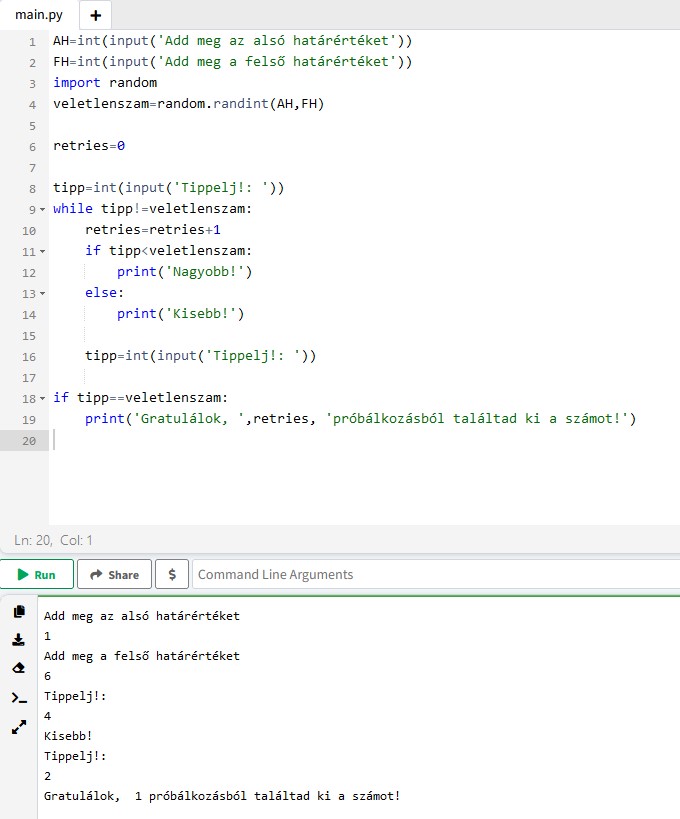 main.py +
1 AH=int(input('Add meg az alsó határértéket'))
2 FH=int(input('Add meg a felső határértéket'))
3 import random
4 veletlenszam=random.randint(AH,FH)
5
6 retries=0
7
8 tipp=int(input('Tippelj!: '))
9 while tipp!=veletlenszam:
10     retries=retries+1
11     if tipp<veletlenszam:
12         print('Nagyobb!')
13     else:
14         print('Kisebb!')
15
16     tipp=int(input('Tippelj!: '))
17
18 if tipp==veletlenszam:
19     print('Gratulálok, ',retries, 'próbálkozásból találtad ki a számot!')
20
Ln: 20, Col: 1
Run Share $ Command Line Arguments
Add meg az alsó határértéket
1
Add meg a felső határértéket
6
Tippelj!:
4
Kisebb!
Tippelj!:
2
Gratulálok,  1 próbálkozásból találtad ki a számot!